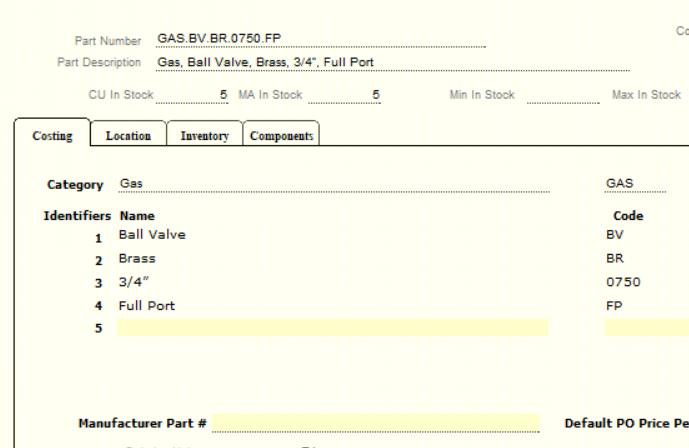 Co
Part Number GAS.BV.BR.0750.FP
Part Description Gas, Ball Valve, Brass, 3/4", Full Port
CU In Stock 5 MA In Stock 5 Min In Stock Max In Stock
Costing Location Inventory Components
Category Gas GAS
Identifiers Name Code
1 Ball Valve BV
2 Brass BR
3 3/4" 0750
4 Full Port FP
5
Manufacturer Part # Default PO Price Pe